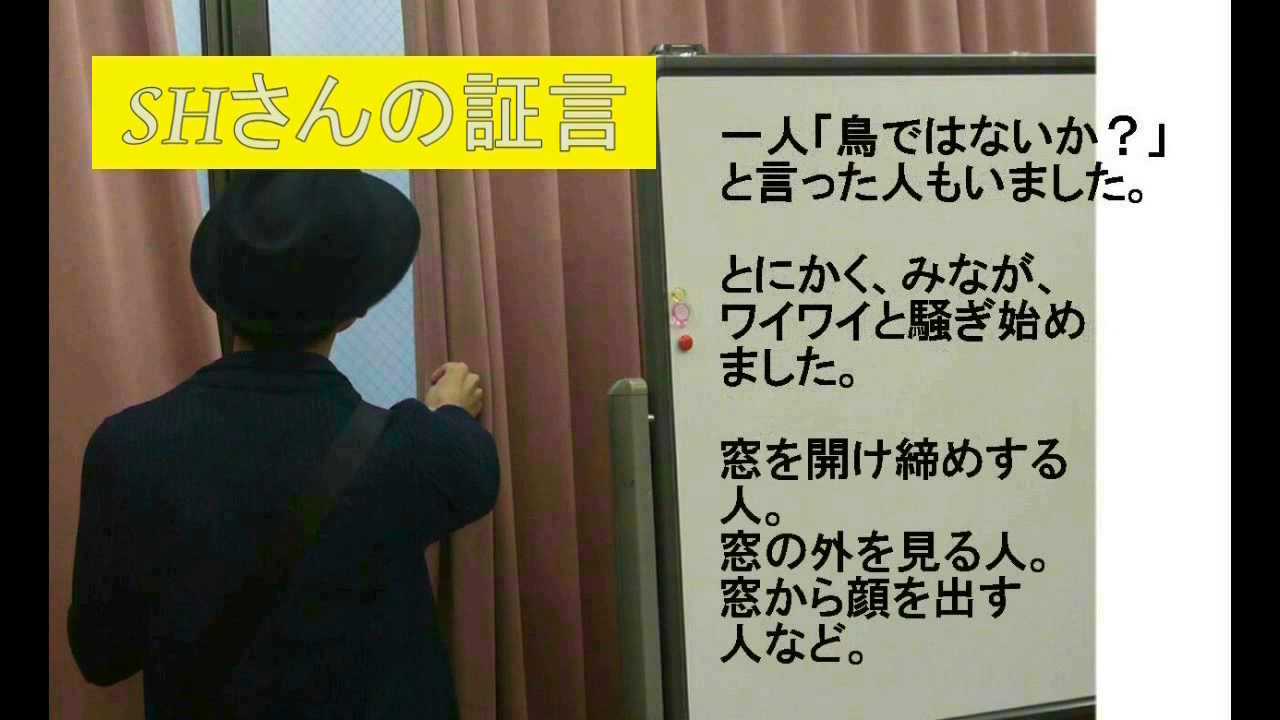 SHさんの証言
一人「鳥ではないか？」
と言った人もいました。
とにかく、みなが、
ワイワイと騒ぎ始め
ました。
窓を開け締めする
人。
窓の外を見る人。
窓から顔を出す
人など。